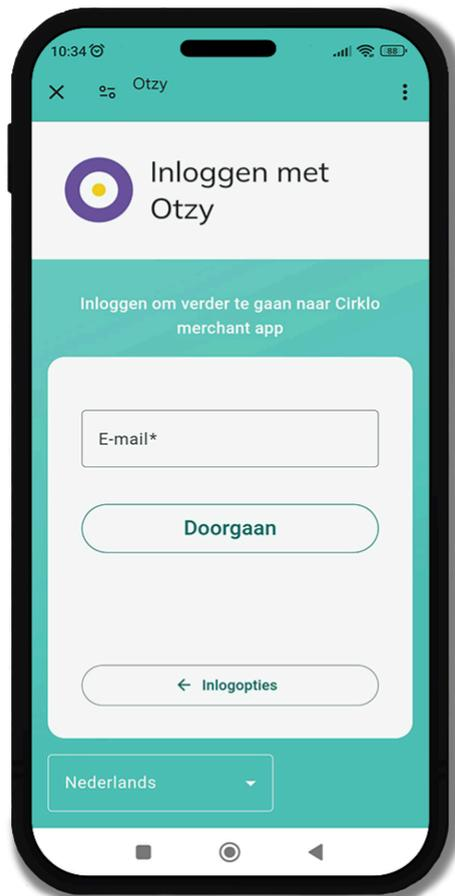 10:34
88
Otzy
Inloggen met
Otzy
Inloggen om verder te gaan naar Cirklo
merchant app
E-mail*
Doorgaan
← Inlogopties
Nederlands